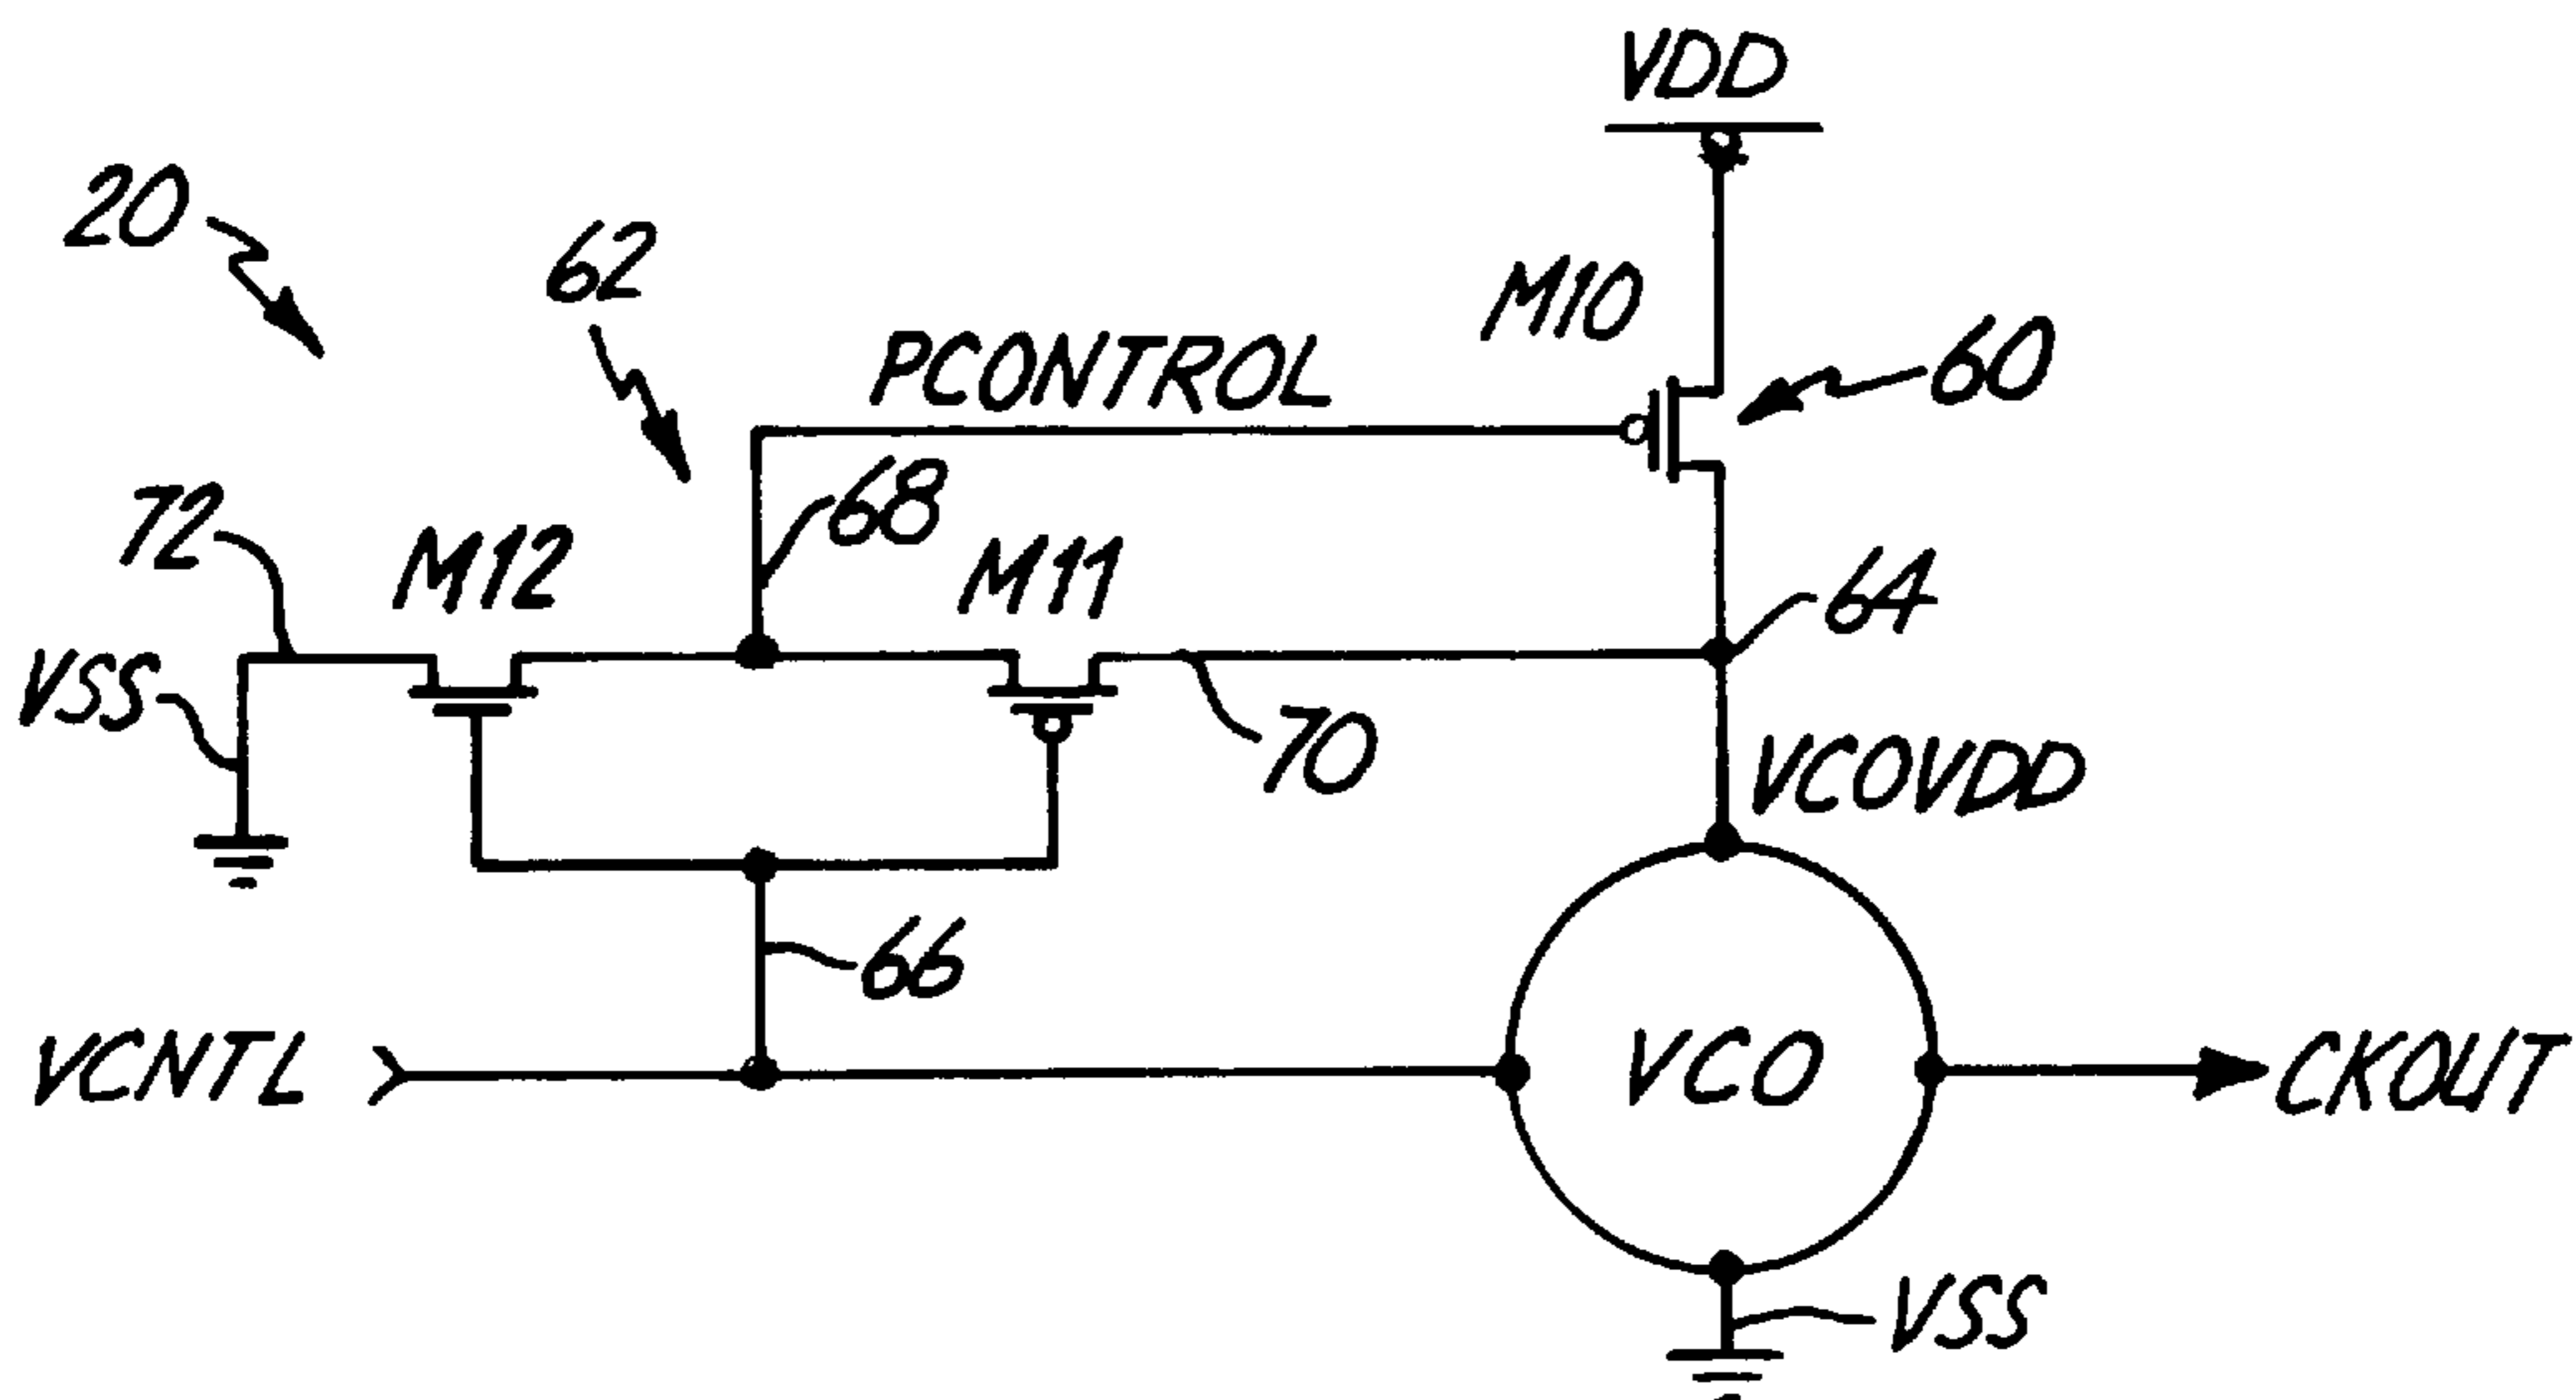 VDD
20
62
M10
PCONTROL
60
72
M12
68
M11
64
VSS
70
VCOVDD
66
VCNTL
VCO
CKOUT
VSS